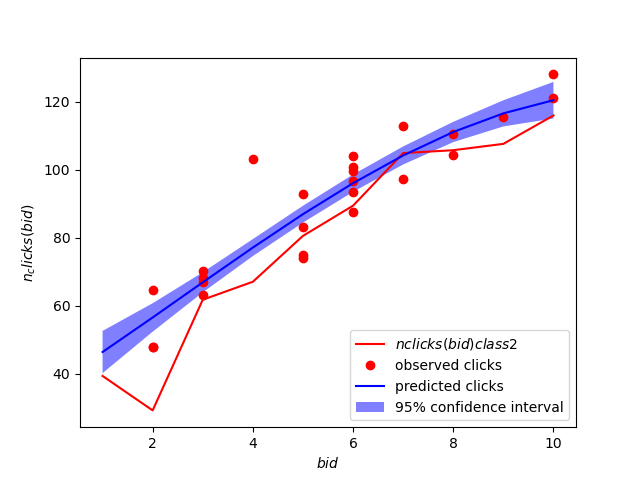 120
100
80
60
40
n_clicks(bid)
nclicks(bid)class2
observed clicks
predicted clicks
95% confidence interval
2
4
6
8
10
bid